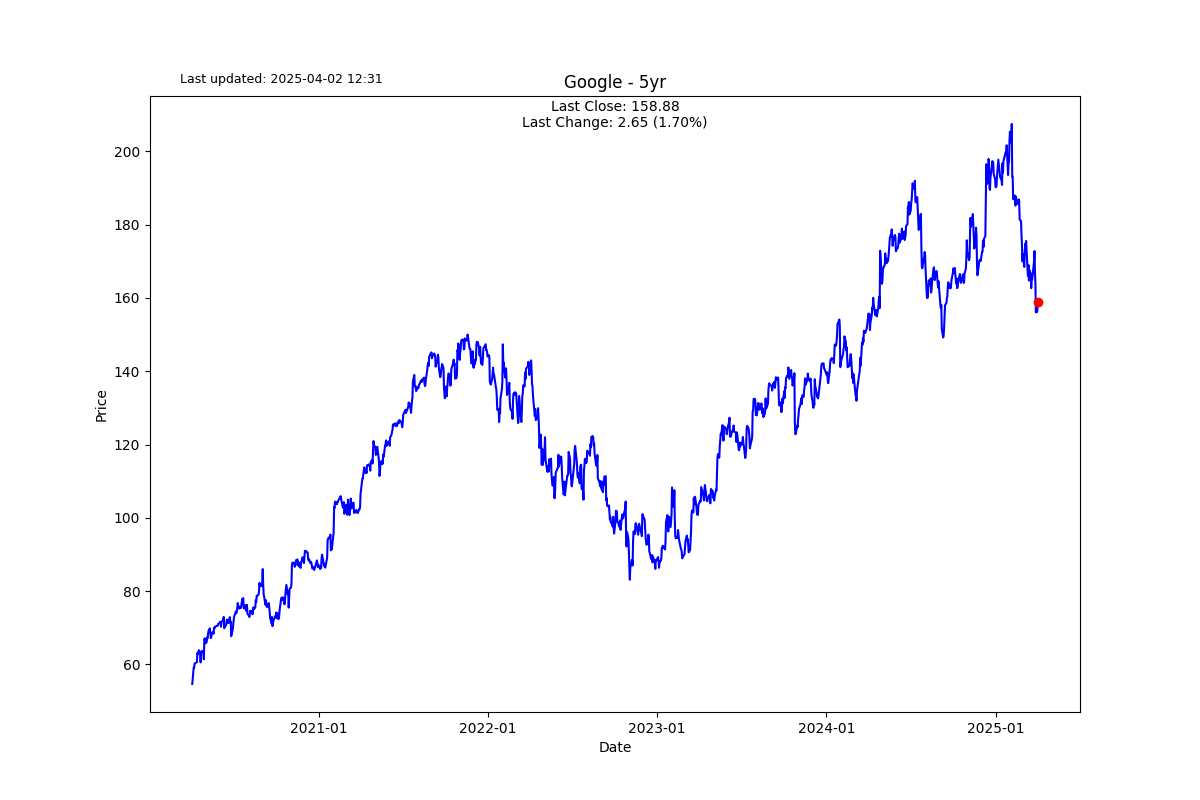 Last updated: 2025-04-02 12:31
Google - 5yr
Last Close: 158.88
Last Change: 2.65 (1.70%)
200
180
160
140
120
100
80
60
Price
2021-01 2022-01 2023-01 2024-01 2025-01
Date